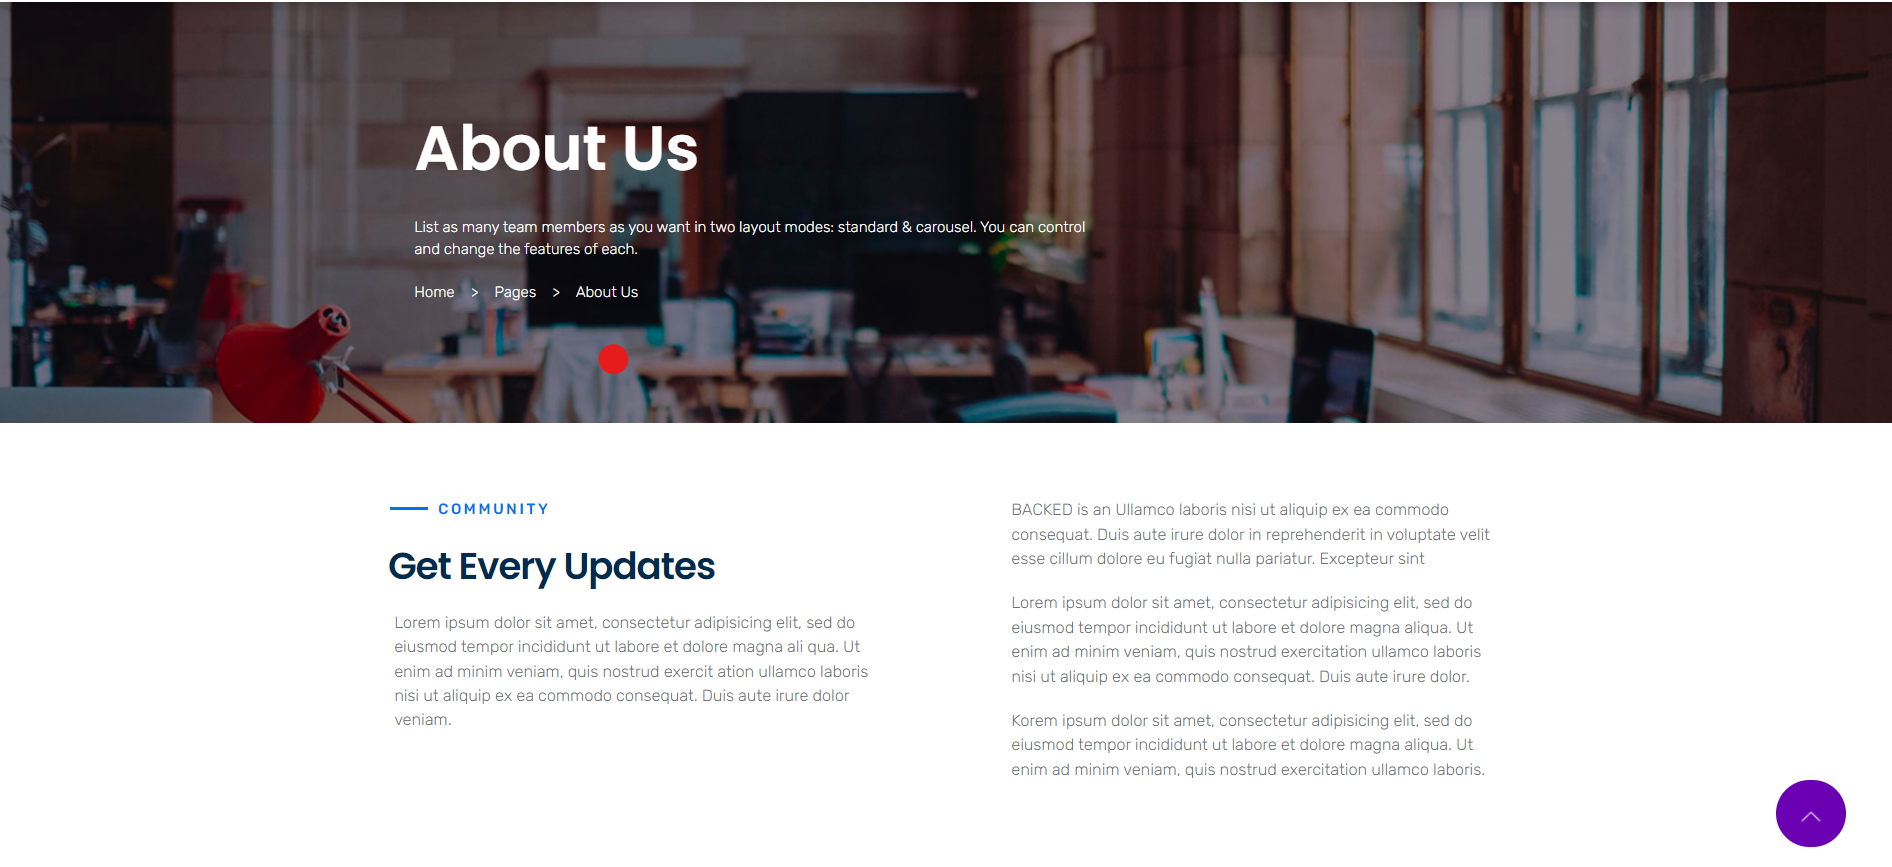 About Us
List as many team members as you want in two layout modes: standard & carousel. You can control
and change the features of each.
Home > Pages > About Us
COMMUNITY
Get Every Updates
Lorem ipsum dolor sit amet, consectetur adipisicing elit, sed do
eiusmod tempor incididunt ut labore et dolore magna ali qua. Ut
enim ad minim veniam, quis nostrud exercit ation ullamco laboris
nisi ut aliquip ex ea commodo consequat. Duis aute irure dolor
veniam.
BACKED is an Ullamco laboris nisi ut aliquip ex ea commodo
consequat. Duis aute irure dolor in reprehenderit in voluptate velit
esse cillum dolore eu fugiat nulla pariatur. Excepteur sint
Lorem ipsum dolor sit amet, consectetur adipisicing elit, sed do
eiusmod tempor incididunt ut labore et dolore magna aliqua. Ut
enim ad minim veniam, quis nostrud exercitation ullamco laboris
nisi ut aliquip ex ea commodo consequat. Duis aute irure dolor.
Korem ipsum dolor sit amet, consectetur adipisicing elit, sed do
eiusmod tempor incididunt ut labore et dolore magna aliqua. Ut
enim ad minim veniam, quis nostrud exercitation ullamco laboris.